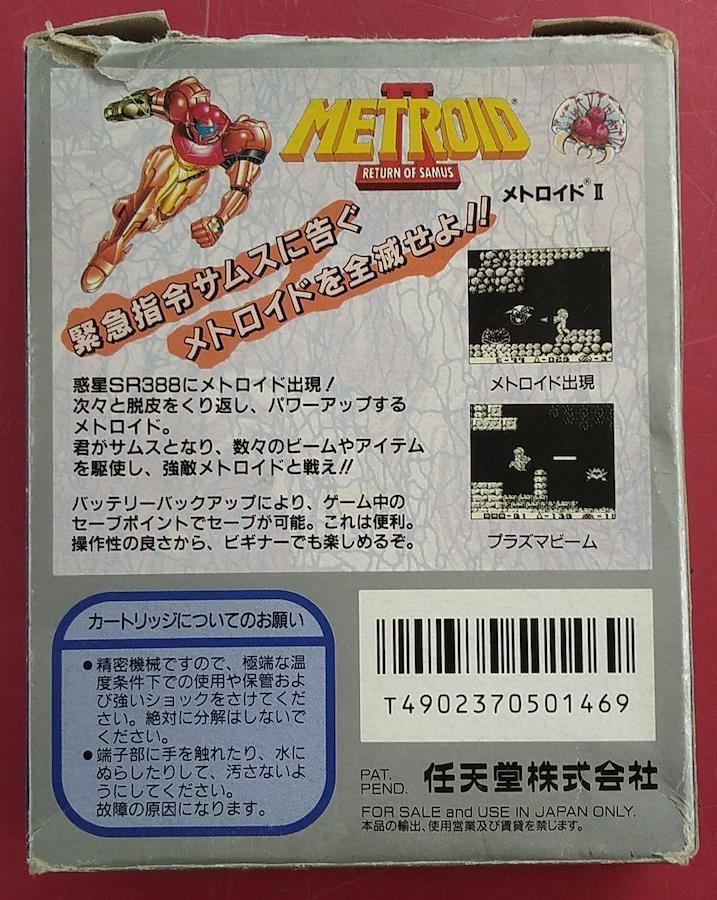 METROID®
II
RETURN OF SAMUS
メトロイド®II
緊急指令サムスに告ぐ
メトロイドを全滅せよ!!
惑星SR388にメトロイド出現!
次々と脱皮をくり返し、パワーアップする
メトロイド。
君がサムスとなり、数々のビームやアイテム
を駆使し、強敵メトロイドと戦え!!
バッテリーバックアップにより、ゲーム中の
セーブポイントでセーブが可能。これは便利。
操作性の良さから、ビギナーでも楽しめるぞ。
メトロイド出現
プラズマビーム
カートリッジについてのお願い
●精密機械ですので、極端な温
度条件下での使用や保管およ
び強いショックをさけてくだ
さい。絶対に分解はしないで
ください。
●端子部に手を触れたり、水に
ぬらしたりして、汚さないよ
うにしてください。
故障の原因になります。
T4902370501469
PAT.
PEND.
任天堂株式会社
FOR SALE and USE IN JAPAN ONLY.
本品の輸出、使用営業及び賃貸を禁じます。